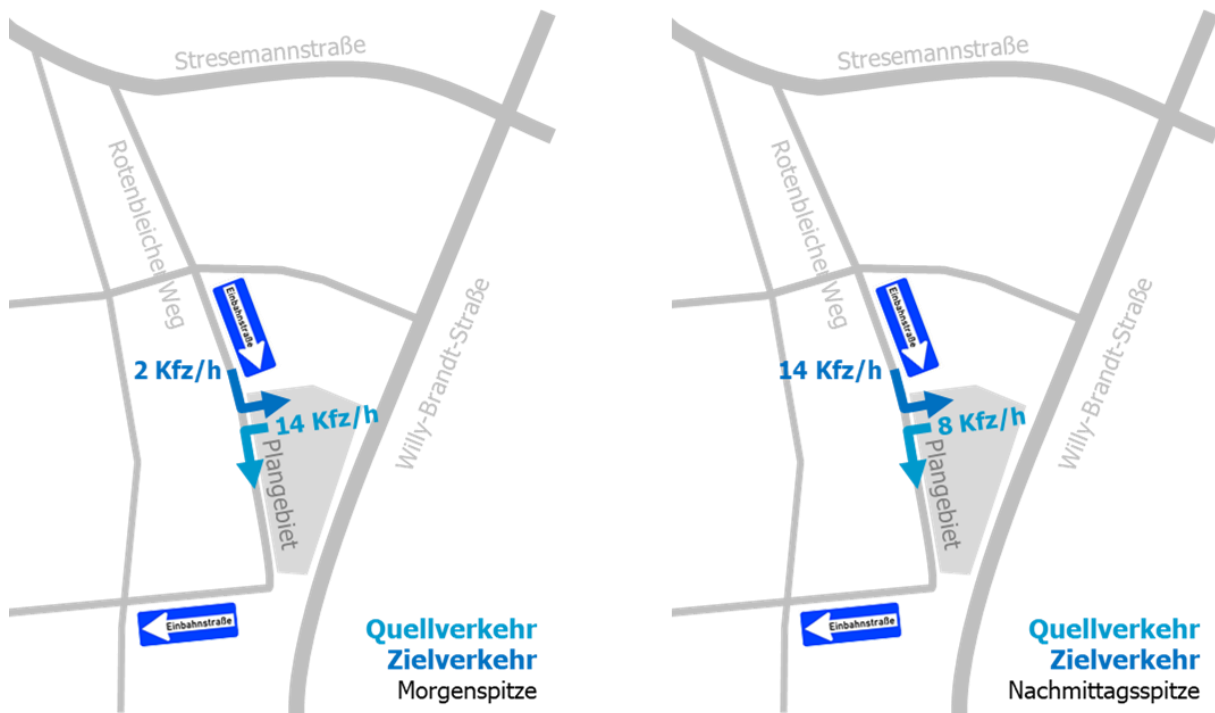 Stresemannstraße
Rotenbleicher Weg
Einbahnstraße
Willy-Brandt-Straße
2 Kfz/h
14 Kfz/h
Plangebiet
Einbahnstraße
Quellverkehr
Zielverkehr
Morgenspitze
Stresemannstraße
Rotenbleicher Weg
Einbahnstraße
Willy-Brandt-Straße
14 Kfz/h
8 Kfz/h
Plangebiet
Einbahnstraße
Quellverkehr
Zielverkehr
Nachmittagsspitze